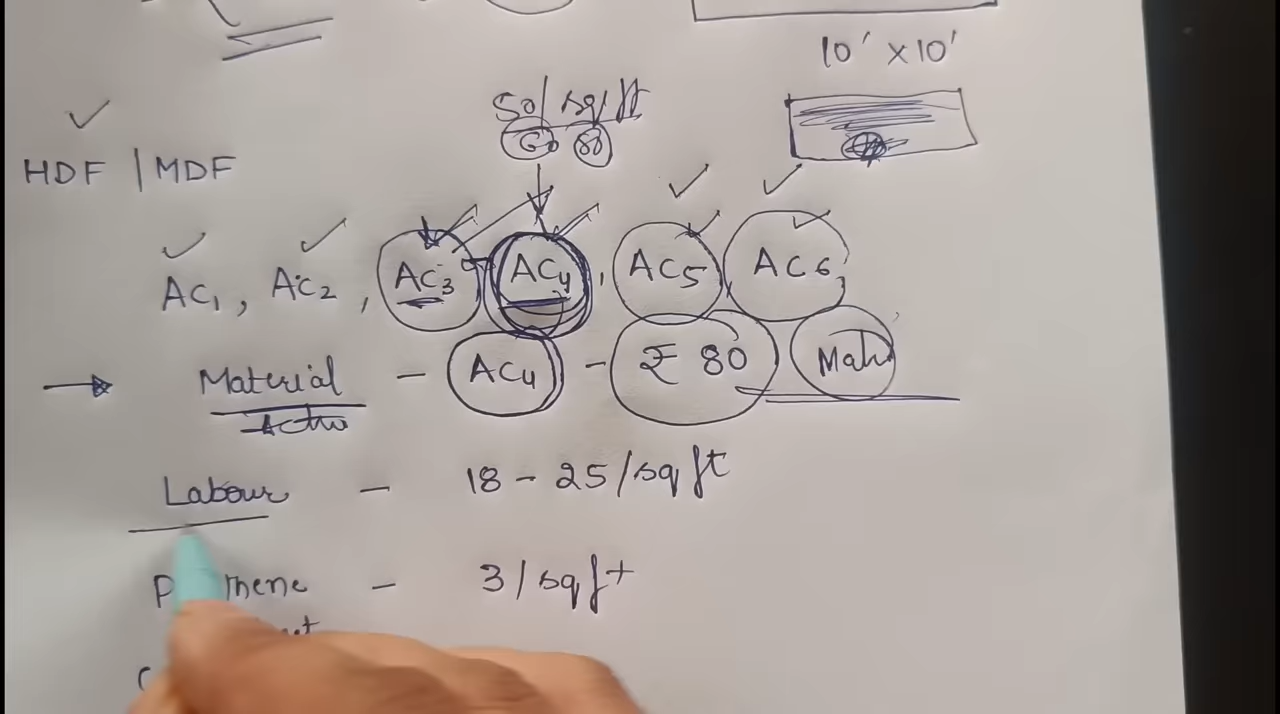 10' x 10'
50/sqft
60 80
HDF | MDF
AC1, AC2, AC3 AC4, AC5 AC6,
Material - AC4 - ₹ 80
Labour - 18 - 25/sqft
- 3/sqft